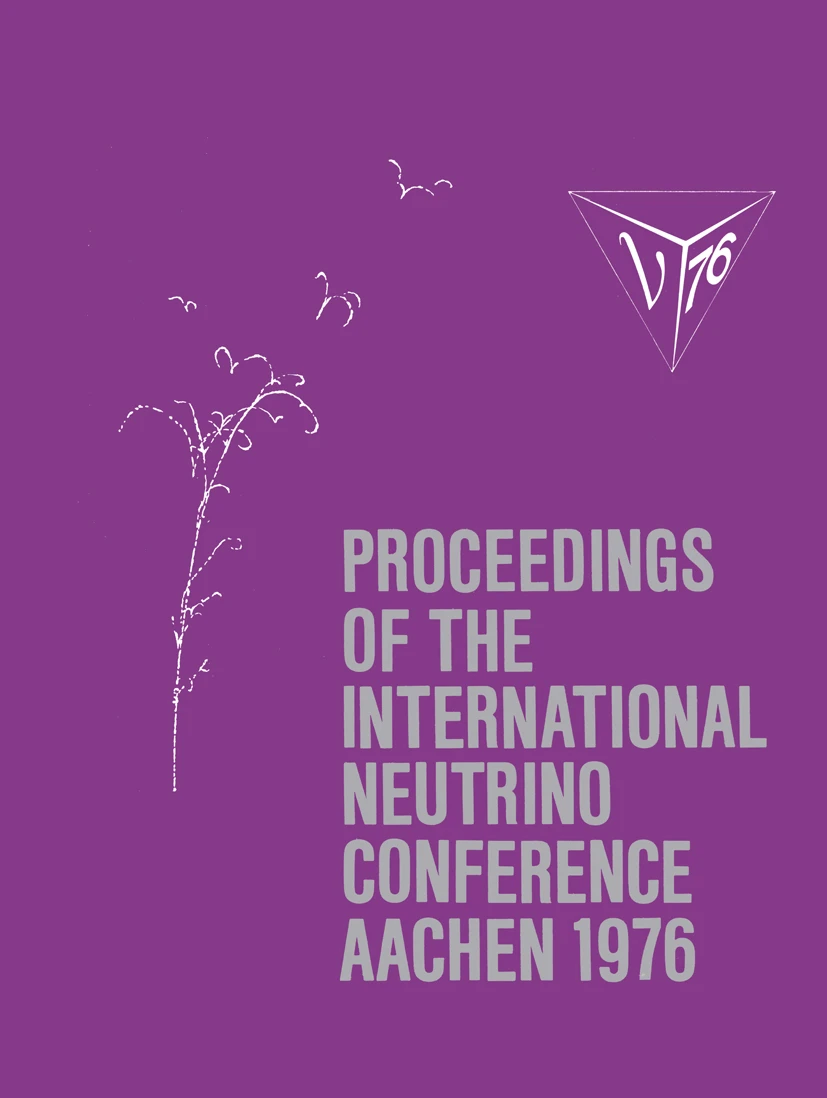 ν 76
PROCEEDINGS
OF THE
INTERNATIONAL
NEUTRINO
CONFERENCE
AACHEN 1976